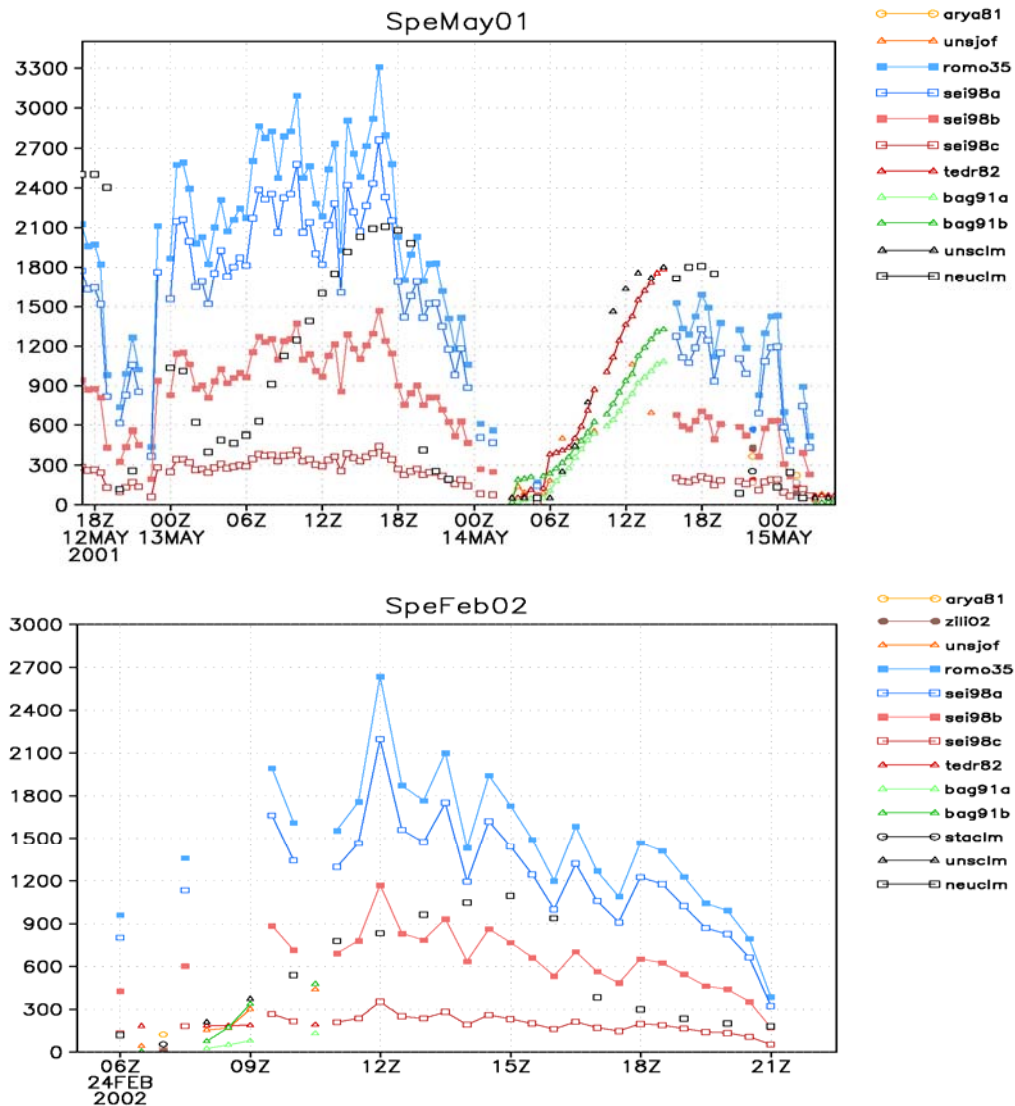 SpeMay01
3300
3000
2700
2400
2100
1800
1500
1200
900
600
300
0
18Z 00Z 06Z 12Z 18Z 00Z 06Z 12Z 18Z 00Z
12MAY 13MAY 14MAY 15MAY
2001
arya81
unsjof
romo35
sei98a
sei98b
sei98c
tedr82
bag91a
bag91b
unsclm
neuclm
SpeFeb02
3000
2700
2400
2100
1800
1500
1200
900
600
300
0
06Z 09Z 12Z 15Z 18Z 21Z
24FEB
2002
arya81
zili02
unsjof
romo35
sei98a
sei98b
sei98c
tedr82
bag91a
bag91b
staclm
unsclm
neuclm